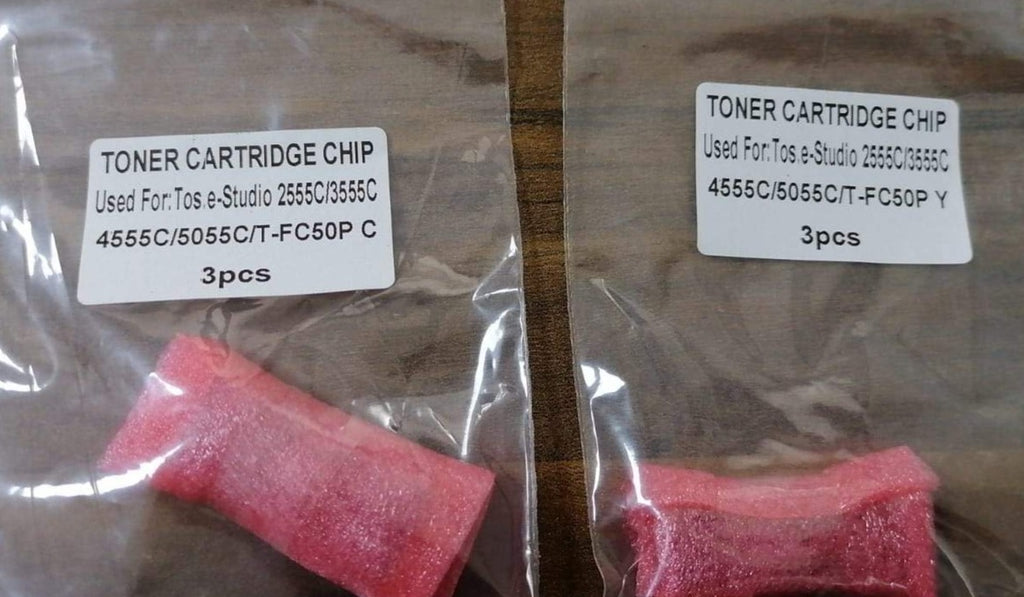 TONER CARTRIDGE CHIP
Used For:Tos.e-Studio 2555C/3555C
4555C/5055C/T-FC50P C
3pcs
TONER CARTRIDGE CHIP
Used For:Tos.e-Studio 2555C/3555C
4555C/5055C/T-FC50P Y
3pcs